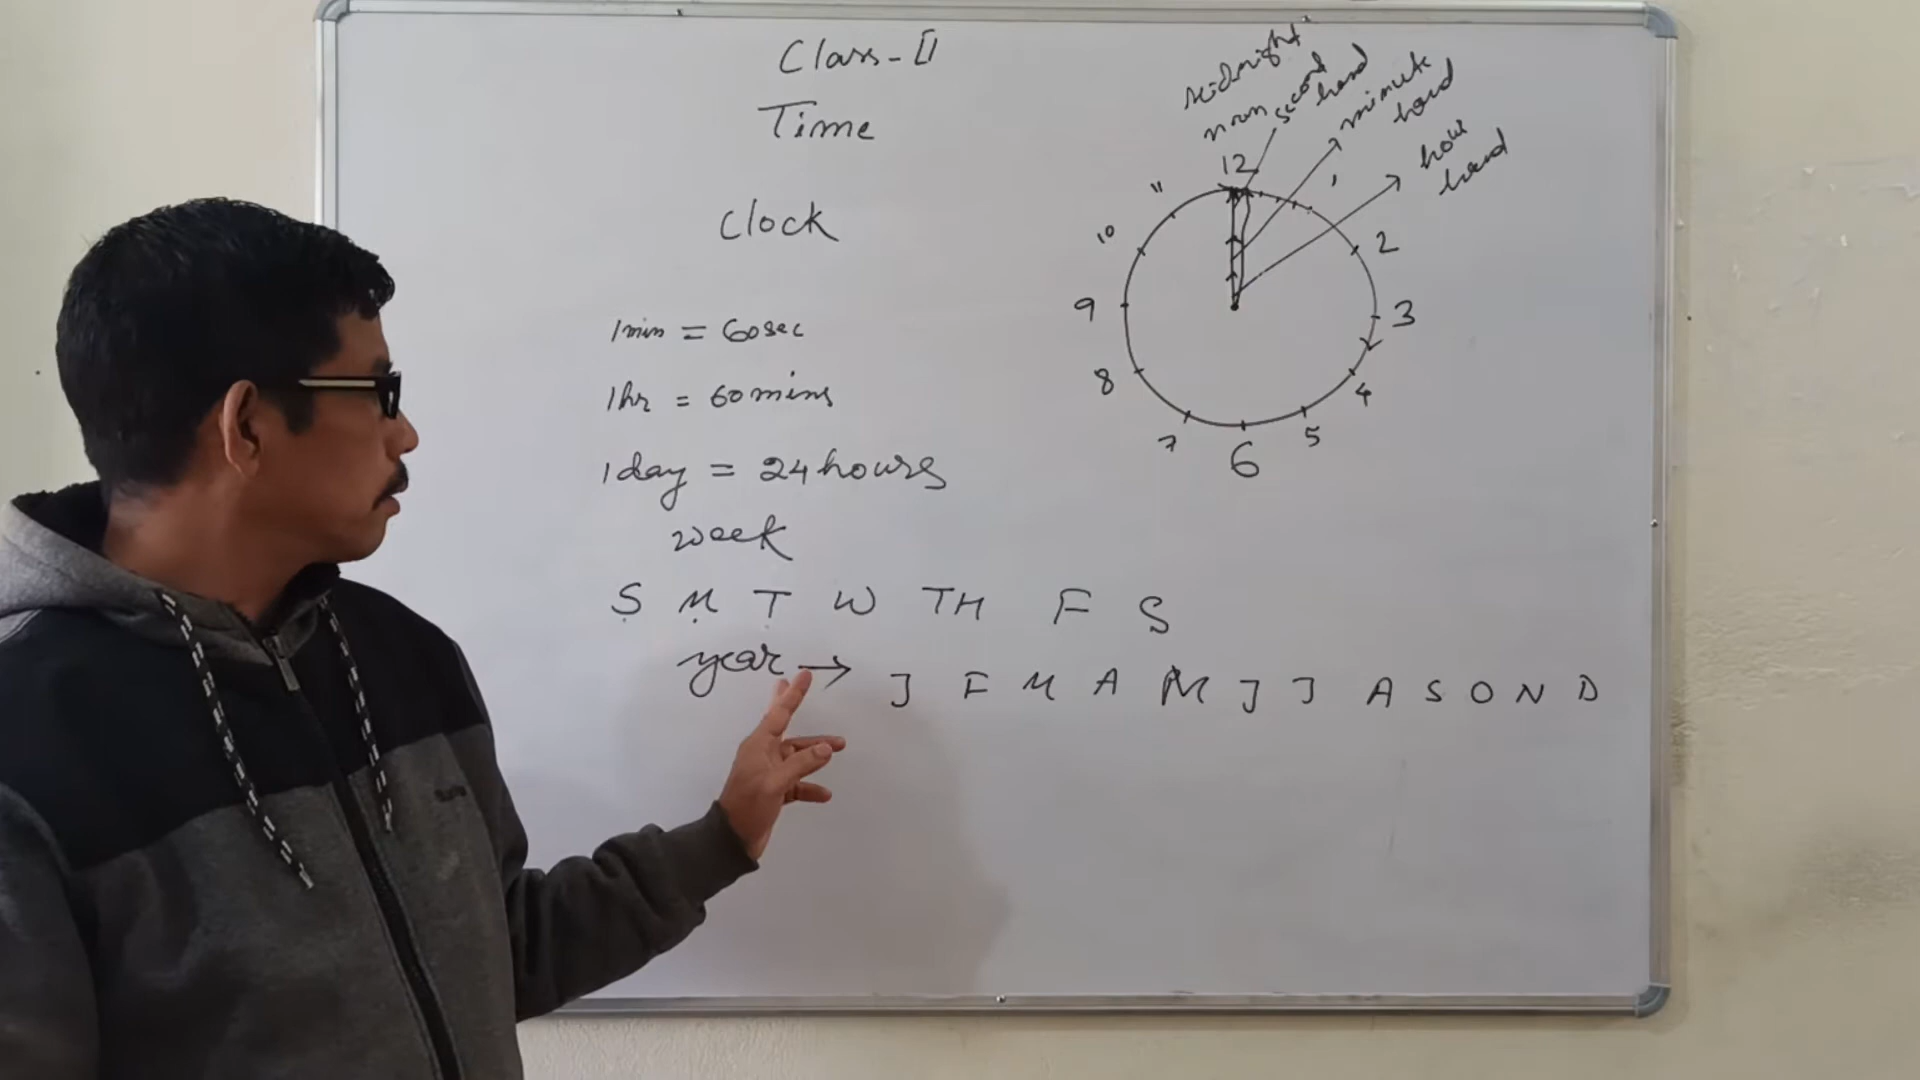 Class-II
Time
Clock
1min = 60sec
1hr = 60mins
1day = 24hours
week
S M T W TH F S
year → J F M A M J J A S O N D
midnight
noon
second
hand
minute
hand
hour
hand
12
11
1
10
2
9
3
8
4
7
5
6